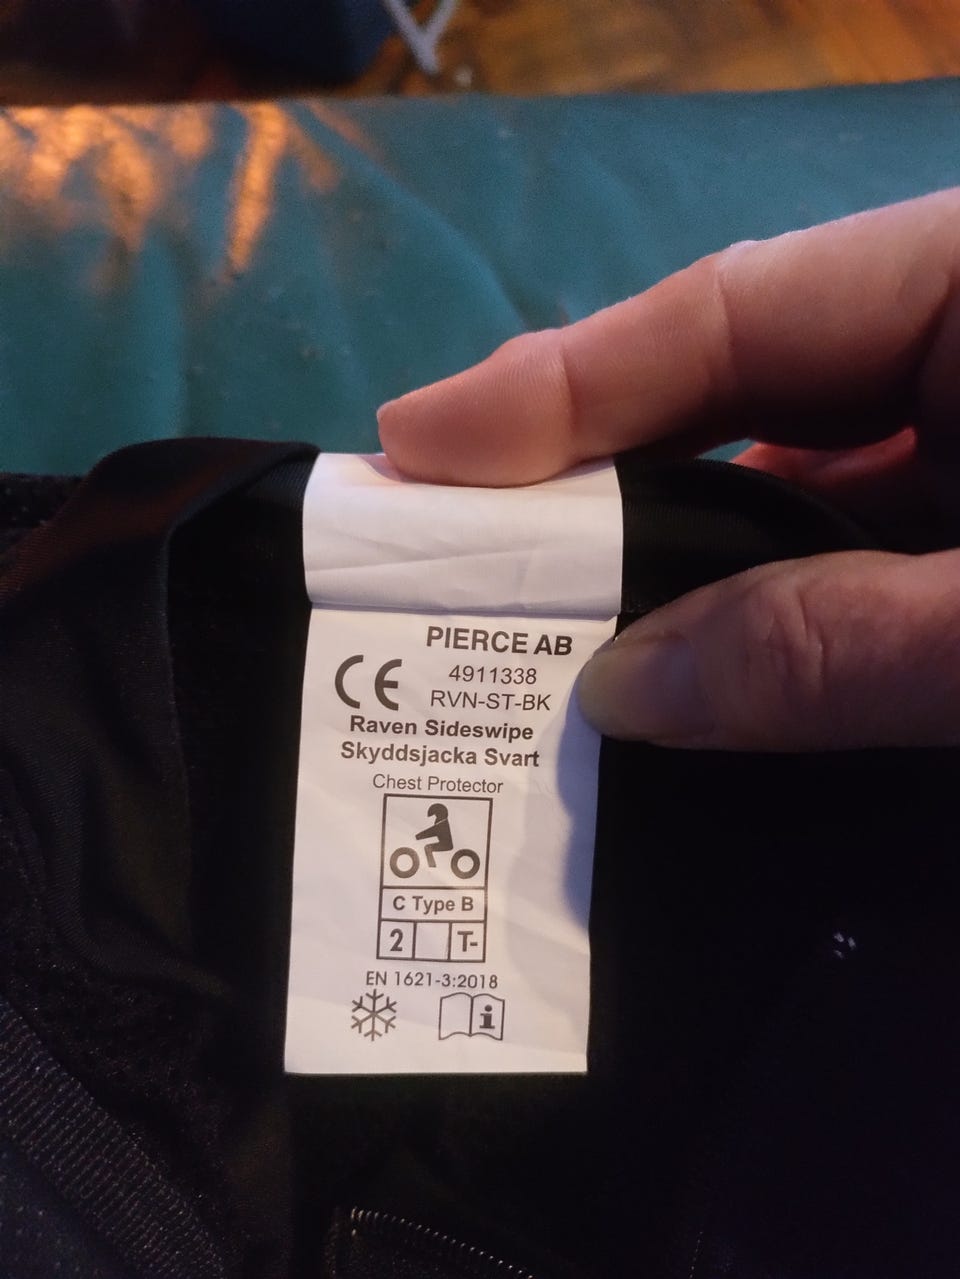 PIERCE AB
CE 4911338
RVN-ST-BK
Raven Sideswipe
Skyddsjacka Svart
Chest Protector
C Type B
2 T-
EN 1621-3:2018
i